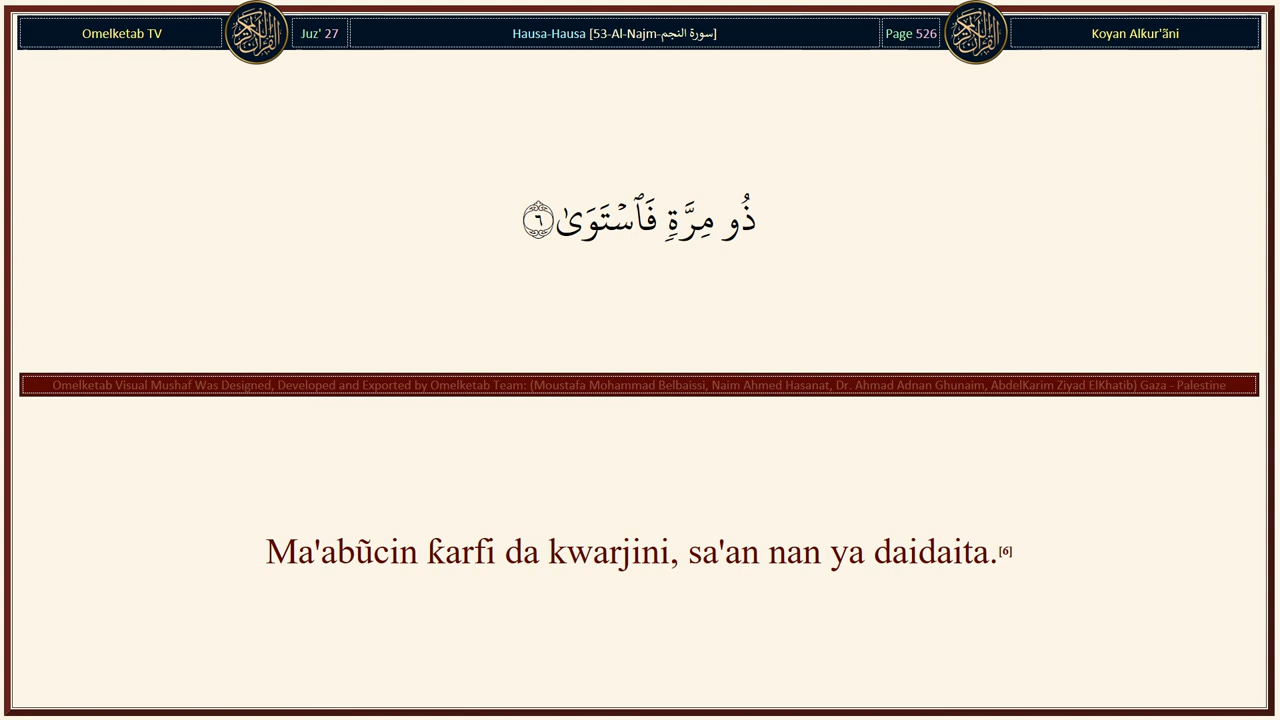 Omelketab TV
Juz' 27
Hausa-Hausa [53-Al-Najm-سورة النجم]
Page 526
Koyan Alƙur'ãni
ذُو مِرَّةٖ فَٱسۡتَوَىٰ ٦
Omelketab Visual Mushaf Was Designed, Developed and Exported by Omelketab Team: (Moustafa Mohammad Belbaissi, Naim Ahmed Hasanat, Dr. Ahmad Adnan Ghunaim, AbdelKarim Ziyad ElKhatib) Gaza - Palestine
Ma'abũcin ƙarfi da kwarjini, sa'an nan ya daidaita.[6]